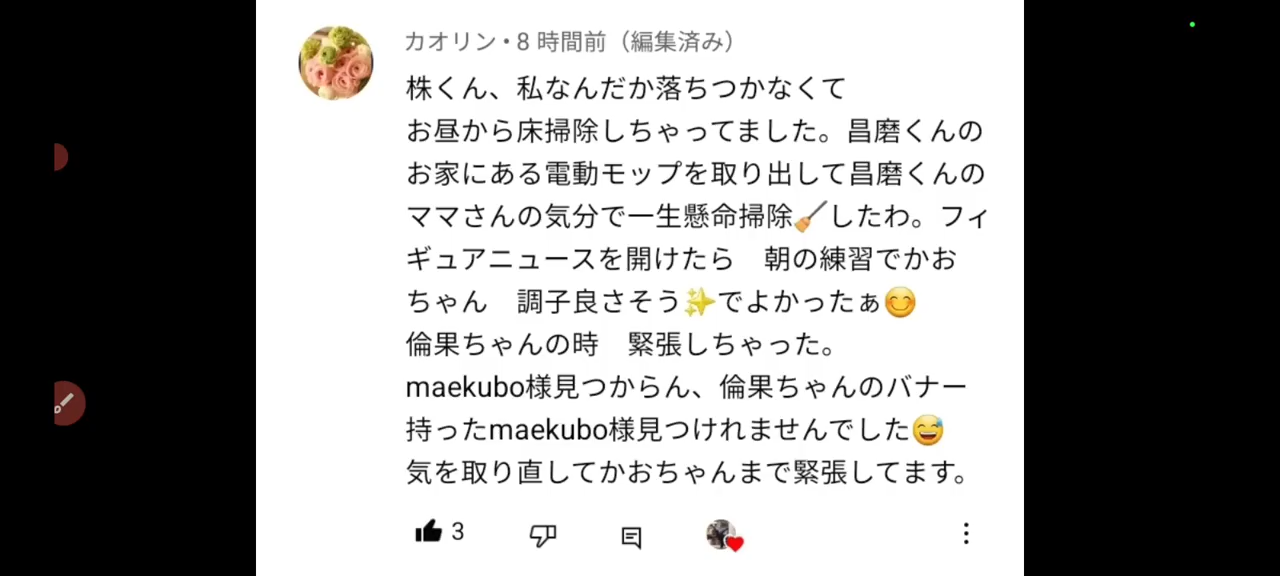 カオリン • 8 時間前（編集済み）
株くん、私なんだか落ちつかなくて
お昼から床掃除しちゃってました。昌磨くんの
お家にある電動モップを取り出して昌磨くんの
ママさんの気分で一生懸命掃除🧹したわ。フィ
ギュアニュースを開けたら　朝の練習でかお
ちゃん　調子良さそう✨でよかったぁ😊
倫果ちゃんの時　緊張しちゃった。
maekubo様見つからん、倫果ちゃんのバナー
持ったmaekubo様見つけれませんでした😅
気を取り直してかおちゃんまで緊張してます。
3